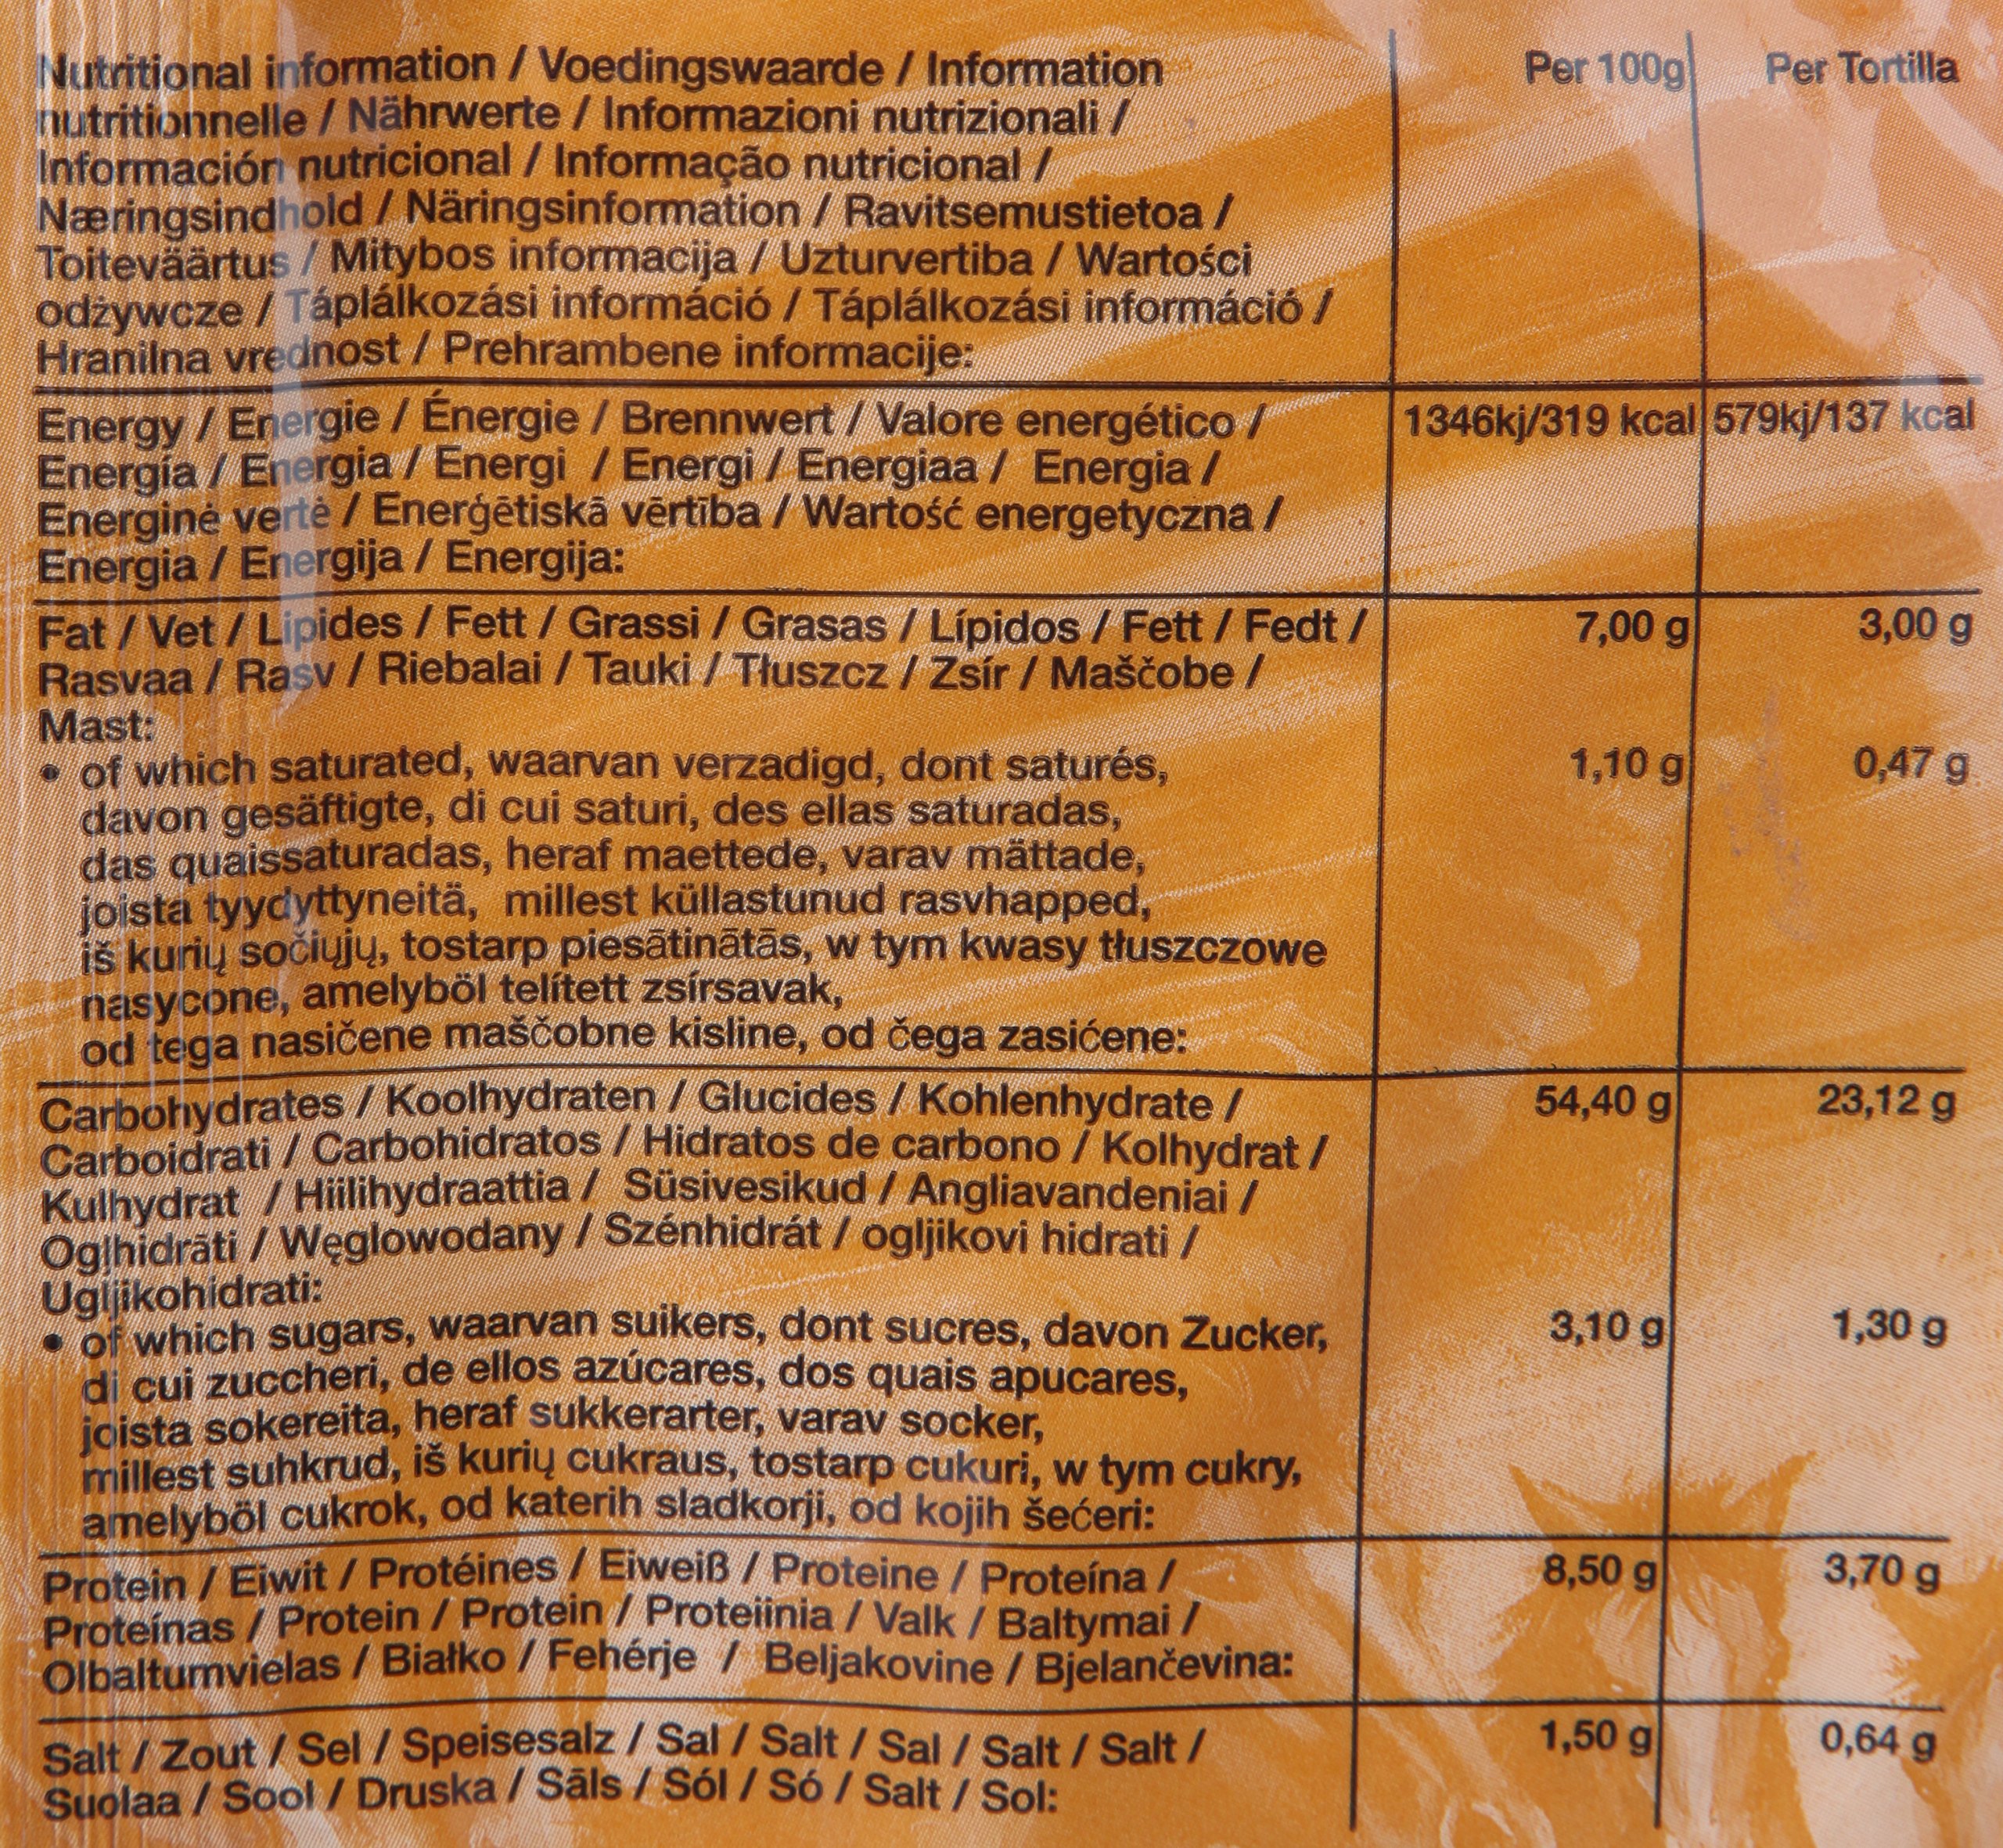 Nutritional information / Voedingswaarde / Information Per 100g Per Tortilla
nutritionnelle / Nährwerte / Informazioni nutrizionali /
Información nutricional / Informação nutricional /
Næringsindhold / Näringsinformation / Ravitsemustietoa /
Toiteväärtus / Mitybos informacija / Uzturvertiba / Wartości
odżywcze / Táplálkozási információ / Táplálkozási információ /
Hranilna vrednost / Prehrambene informacije:
Energy / Energie / Énergie / Brennwert / Valore energético / 1346kj/319 kcal 579kj/137 kcal
Energía / Energia / Energi / Energi / Energiaa / Energia /
Energinė vertė / Enerģētiskā vērtība / Wartość energetyczna /
Energia / Energija / Energija:
Fat / Vet / Lipides / Fett / Grassi / Grasas / Lípidos / Fett / Fedt / 7,00 g 3,00 g
Rasvaa / Rasv / Riebalai / Tauki / Tłuszcz / Zsír / Maščobe /
Mast:
• of which saturated, waarvan verzadigd, dont saturés, 1,10 g 0,47 g
davon gesäftigte, di cui saturi, des ellas saturadas,
das quaissaturadas, heraf maettede, varav mättade,
joista tyydyttyneitä, millest küllastunud rasvhapped,
iš kurių sočiųjų, tostarp piesātinātās, w tym kwasy tłuszczowe
nasycone, amelyböl telített zsírsavak,
od tega nasičene maščobne kisline, od čega zasićene:
Carbohydrates / Koolhydraten / Glucides / Kohlenhydrate / 54,40 g 23,12 g
Carboidrati / Carbohidratos / Hidratos de carbono / Kolhydrat /
Kulhydrat / Hiilihydraattia / Süsivesikud / Angliavandeniai /
Ogļhidrāti / Węglowodany / Szénhidrát / ogljikovi hidrati /
Ugljikohidrati:
• of which sugars, waarvan suikers, dont sucres, davon Zucker, 3,10 g 1,30 g
di cui zuccheri, de ellos azúcares, dos quais apucares,
joista sokereita, heraf sukkerarter, varav socker,
millest suhkrud, iš kurių cukraus, tostarp cukuri, w tym cukry,
amelyböl cukrok, od katerih sladkorji, od kojih šećeri:
Protein / Eiwit / Protéines / Eiweiß / Proteine / Proteína / 8,50 g 3,70 g
Proteínas / Protein / Protein / Proteiinia / Valk / Baltymai /
Olbaltumvielas / Białko / Fehérje / Beljakovine / Bjelančevina:
Salt / Zout / Sel / Speisesalz / Sal / Salt / Sal / Salt / Salt / 1,50 g 0,64 g
Suolaa / Sool / Druska / Sāls / Sól / Só / Salt / Sol: